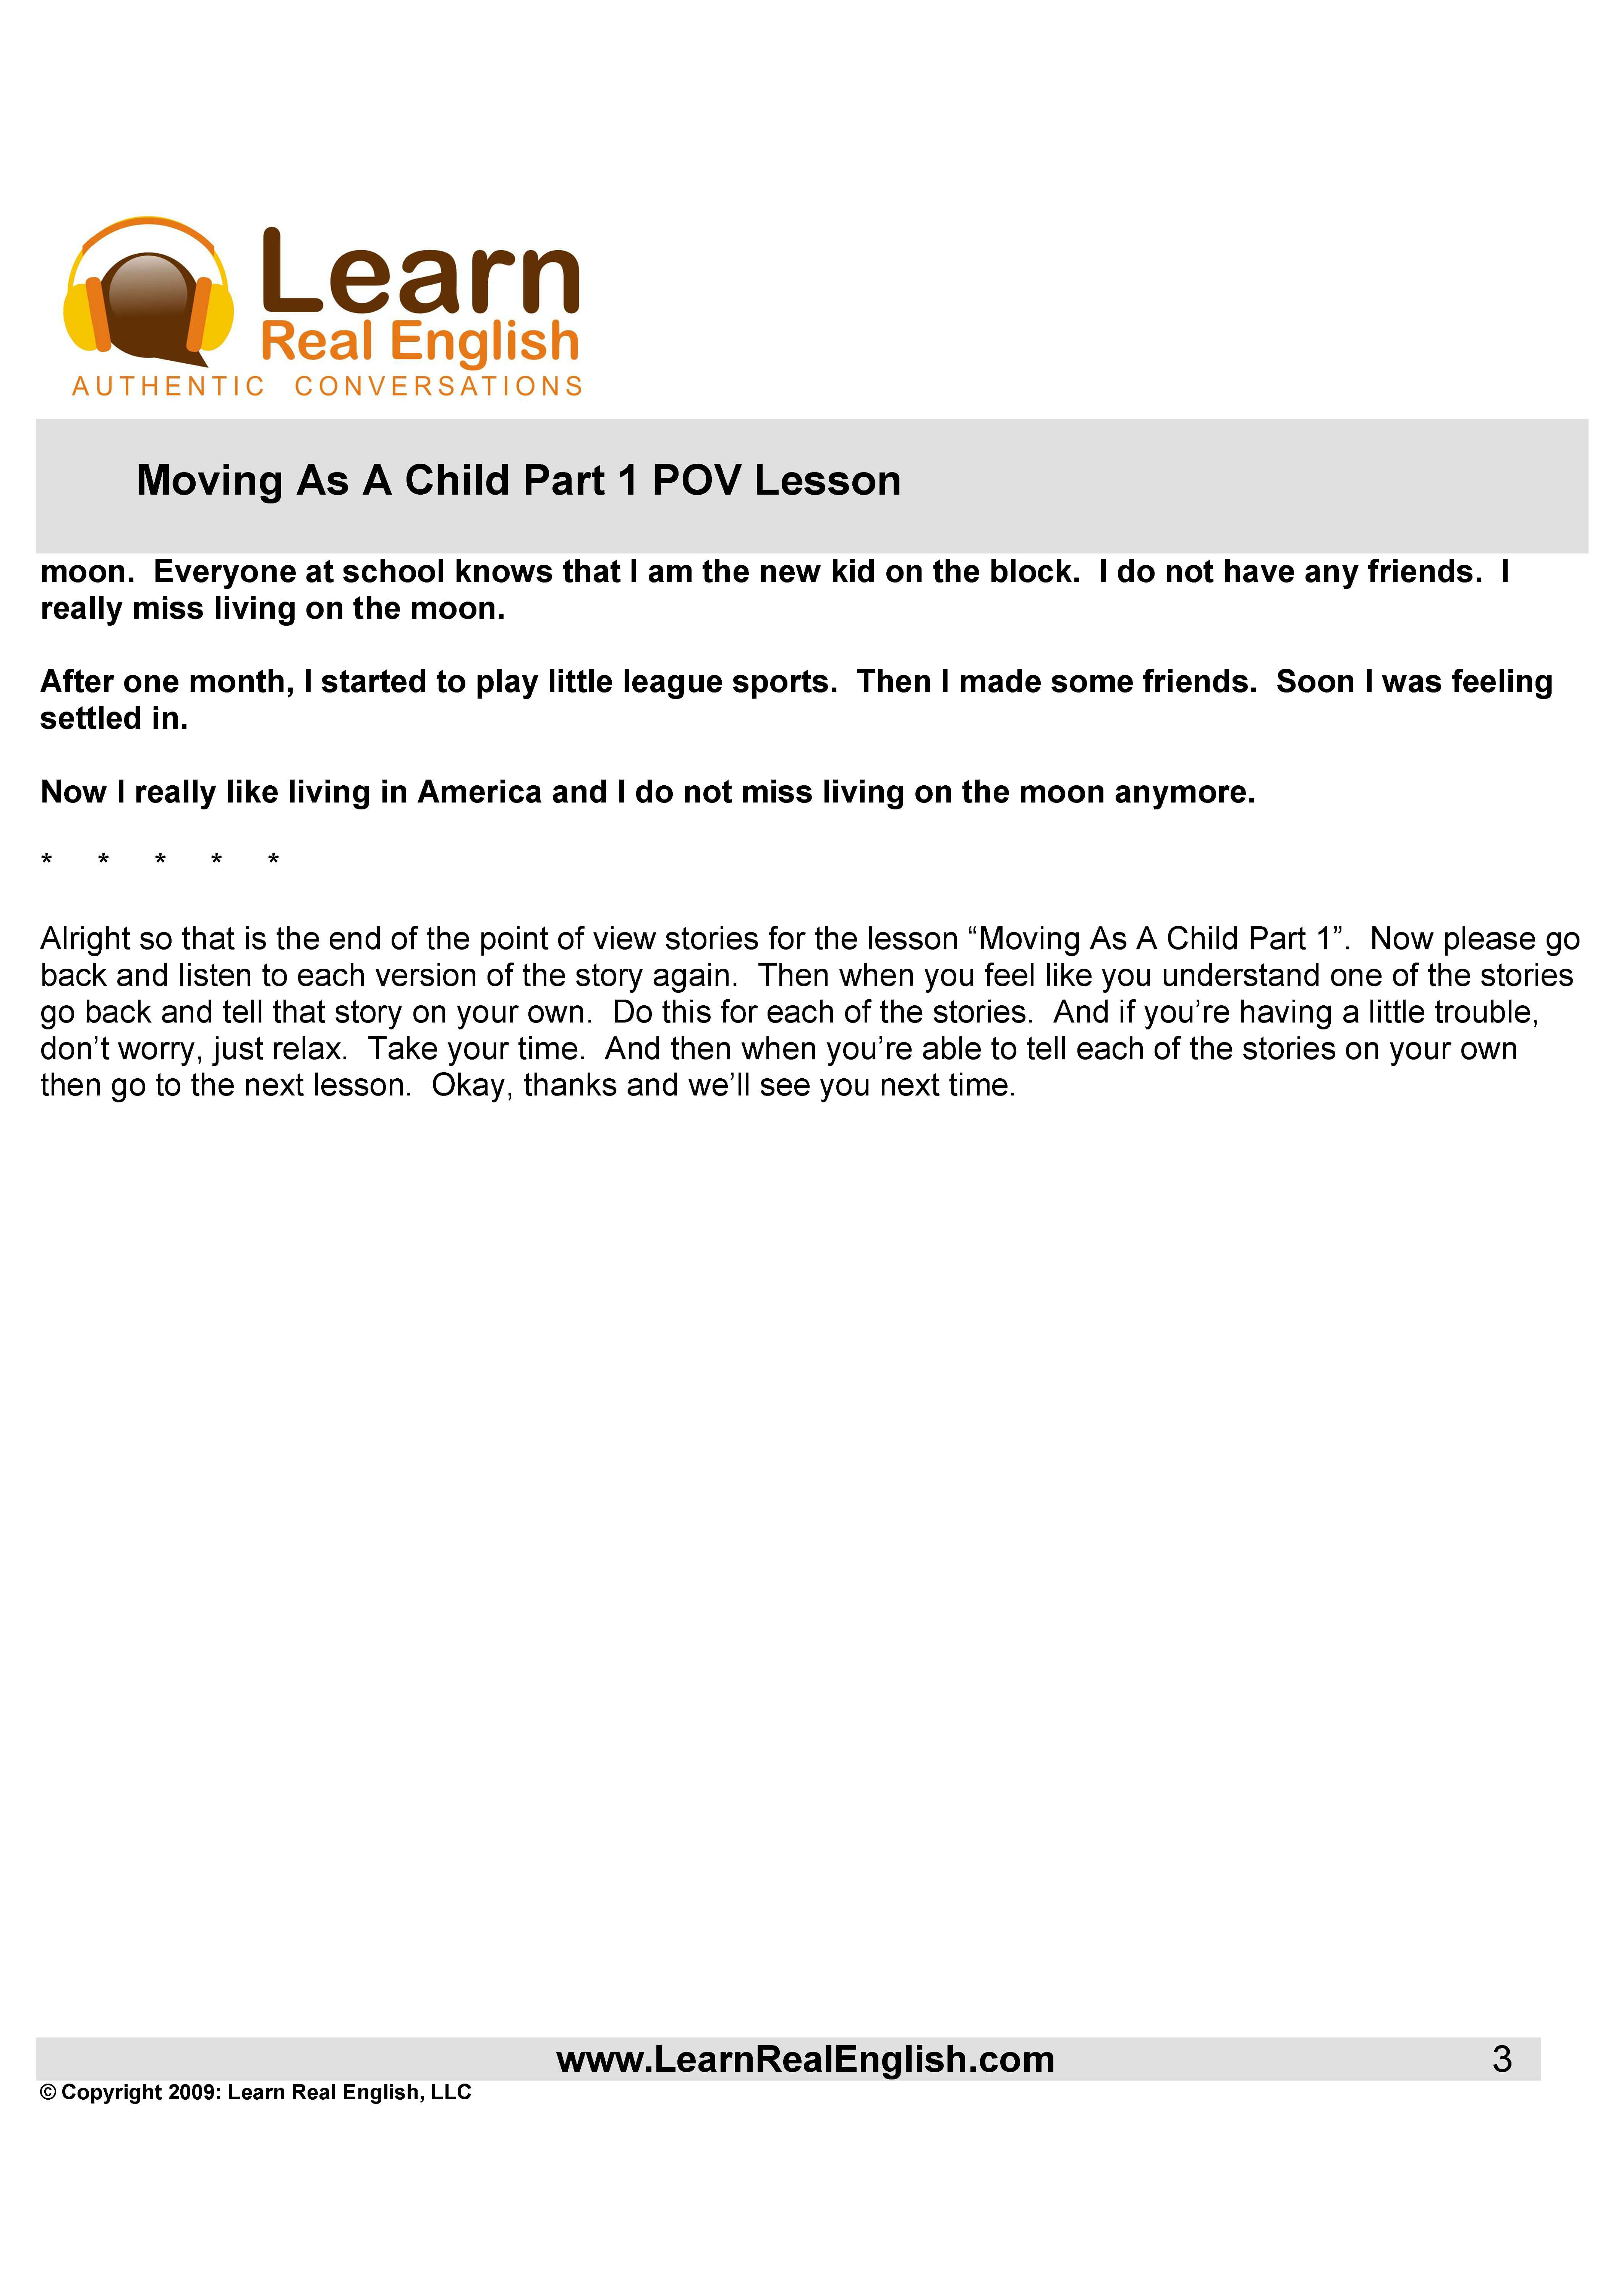 Learn
Real English
AUTHENTIC CONVERSATIONS
Moving As A Child Part 1 POV Lesson
moon.  Everyone at school knows that I am the new kid on the block.  I do not have any friends.  I
really miss living on the moon.
After one month, I started to play little league sports.  Then I made some friends.  Soon I was feeling
settled in.
Now I really like living in America and I do not miss living on the moon anymore.
* * * * *
Alright so that is the end of the point of view stories for the lesson “Moving As A Child Part 1”.  Now please go
back and listen to each version of the story again.  Then when you feel like you understand one of the stories
go back and tell that story on your own.  Do this for each of the stories.  And if you’re having a little trouble,
don’t worry, just relax.  Take your time.  And then when you’re able to tell each of the stories on your own
then go to the next lesson.  Okay, thanks and we’ll see you next time.
www.LearnRealEnglish.com 3
© Copyright 2009: Learn Real English, LLC